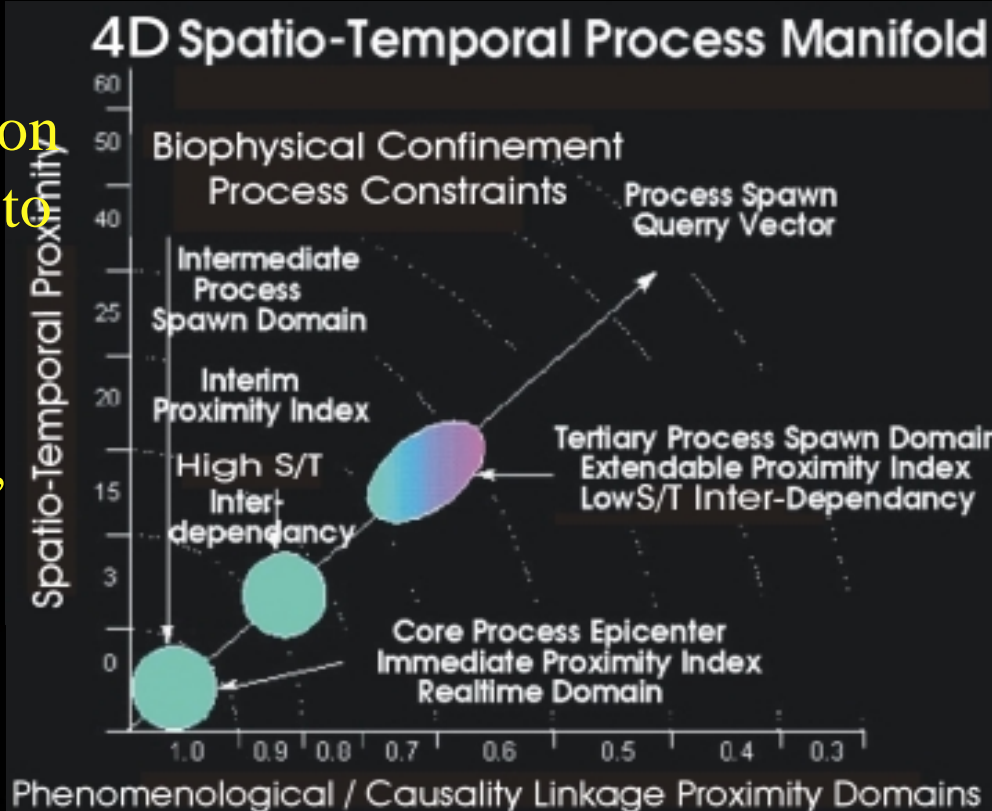 4D Spatio-Temporal Process Manifold
on
to
,
Spatio-Temporal Proximity
60
50
40
25
20
15
3
0
Biophysical Confinement
Process Constraints
Process Spawn
Querry Vector
Intermediate
Process
Spawn Domain
Interim
Proximity Index
High S/T
Inter-
dependancy
Tertiary Process Spawn Domain
Extendable Proximity Index
LowS/T Inter-Dependancy
Core Process Epicenter
Immediate Proximity Index
Realtime Domain
1.0 0.9 0.8 0.7 0.6 0.5 0.4 0.3
Phenomenological / Causality Linkage Proximity Domains